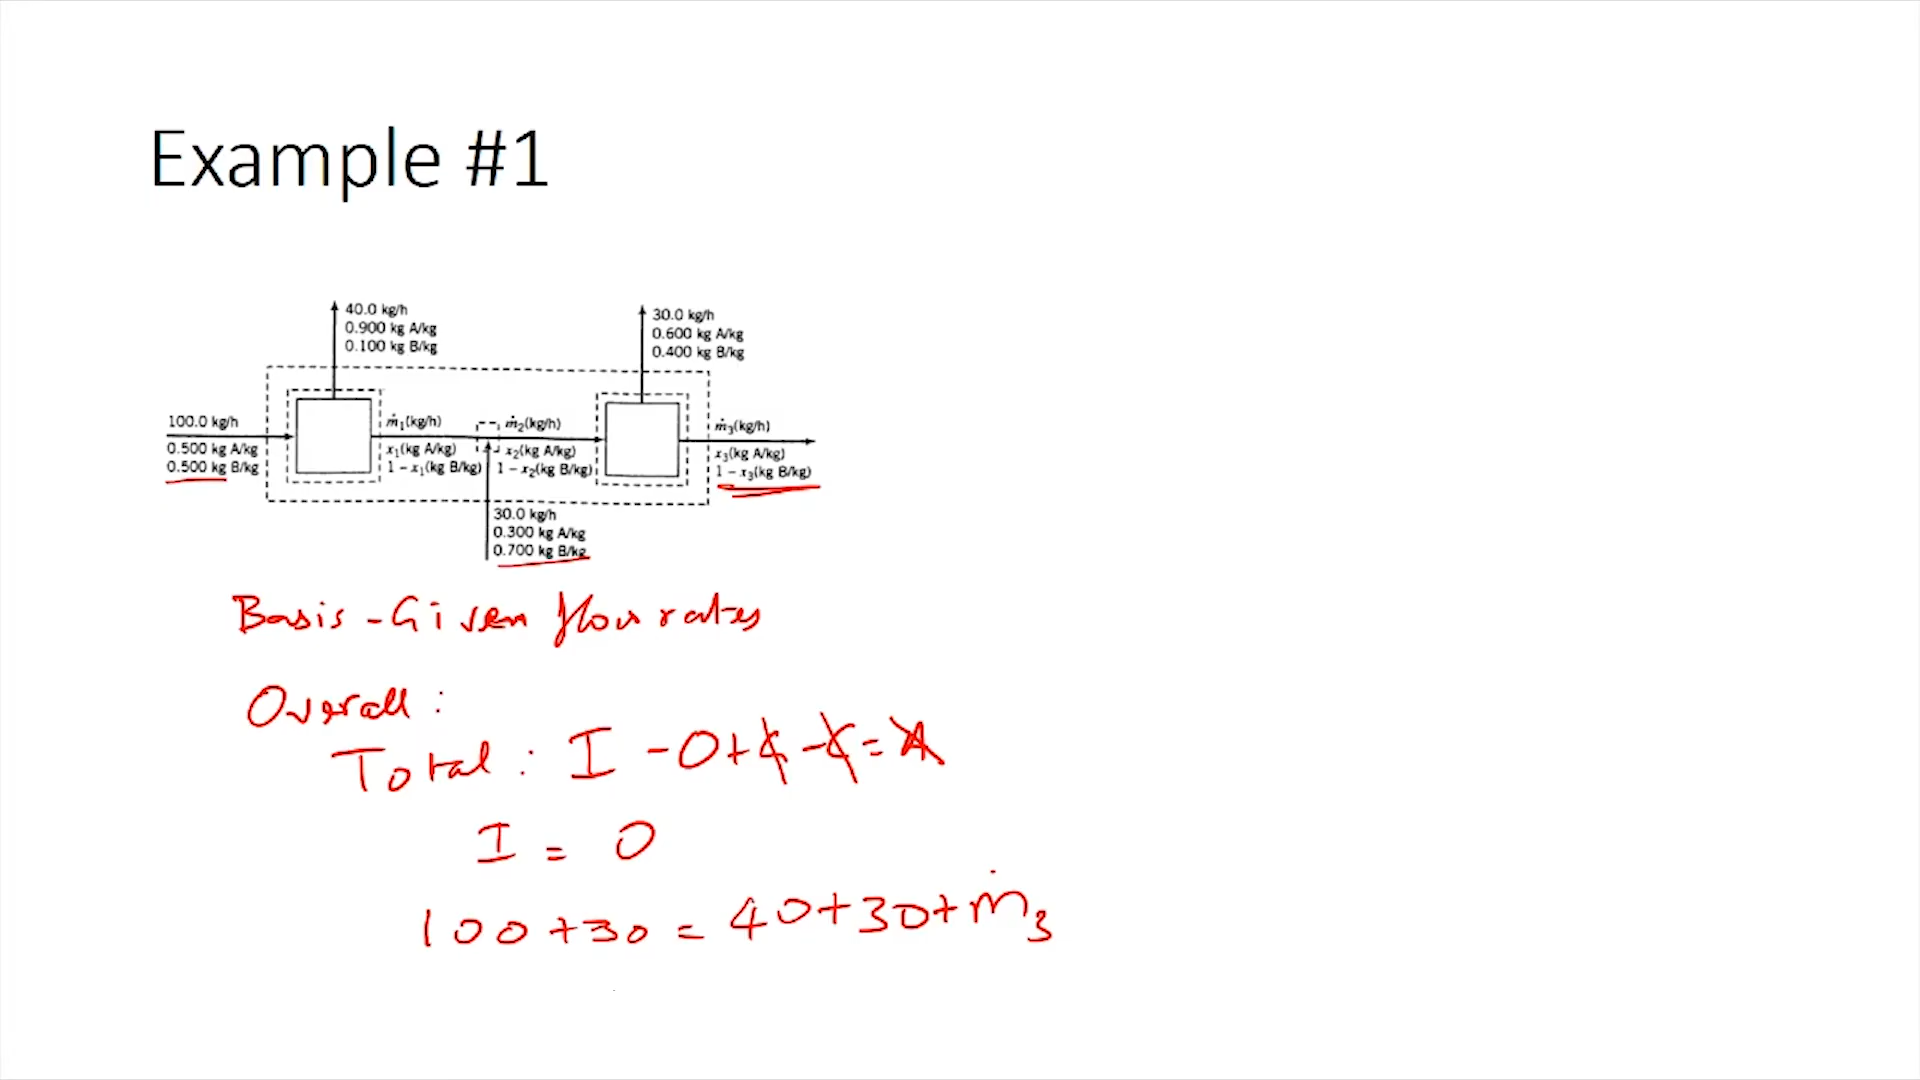 Example #1
40.0 kg/h
0.900 kg A/kg
0.100 kg B/kg
30.0 kg/h
0.600 kg A/kg
0.400 kg B/kg
100.0 kg/h
0.500 kg A/kg
0.500 kg B/kg
ṁ₁(kg/h)
x₁(kg A/kg)
1 − x₁(kg B/kg)
ṁ₂(kg/h)
x₂(kg A/kg)
1 − x₂(kg B/kg)
ṁ₃(kg/h)
x₃(kg A/kg)
1 − x₃(kg B/kg)
30.0 kg/h
0.300 kg A/kg
0.700 kg B/kg
Basis - Given flow rates
Overall :
Total : I - O +
I = O
100 + 30 = 40 + 30 + ṁ₃